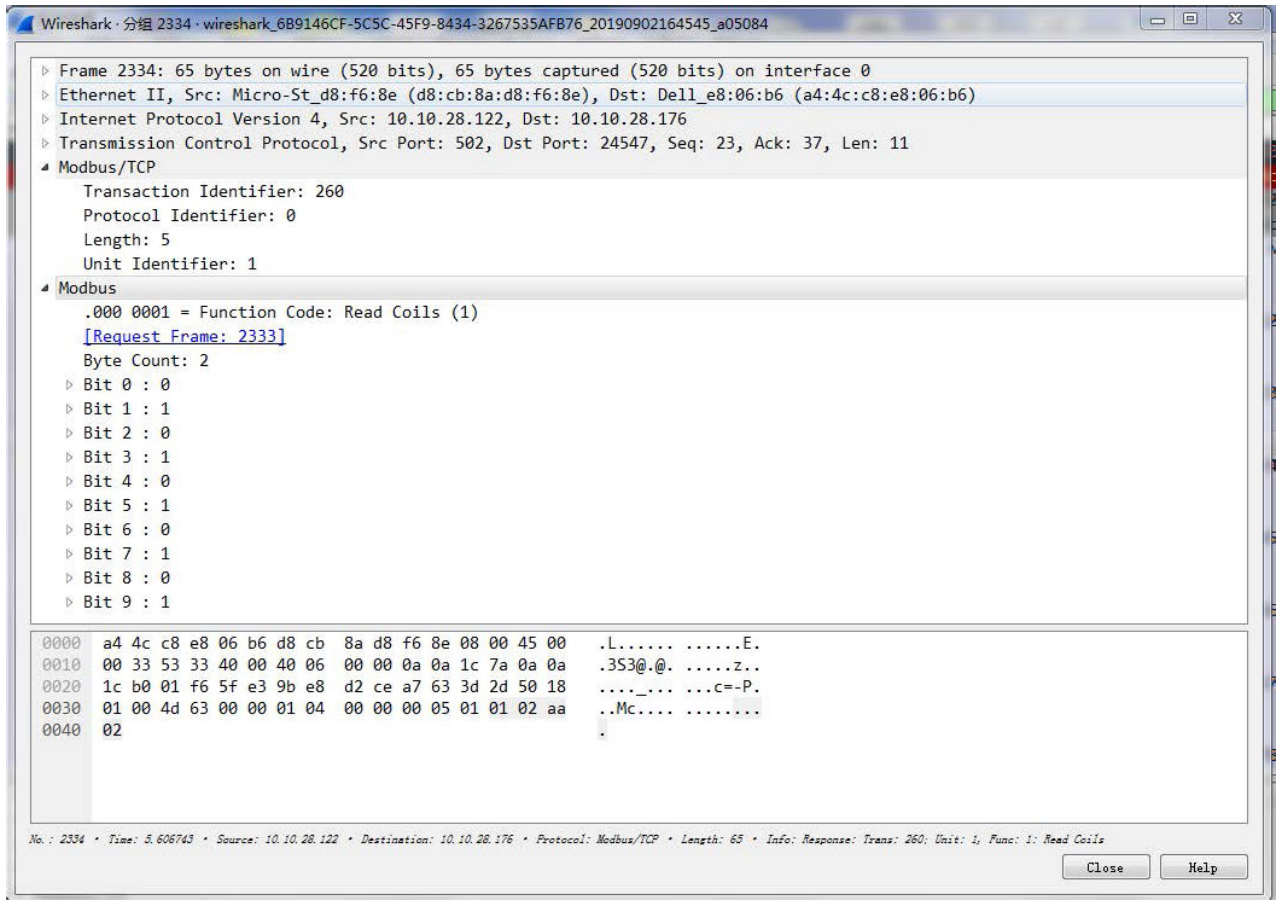 Wireshark · 分组 2334 · wireshark_6B9146CF-5C5C-45F9-8434-3267535AFB76_20190902164545_a05084
Frame 2334: 65 bytes on wire (520 bits), 65 bytes captured (520 bits) on interface 0
Ethernet II, Src: Micro-St_d8:f6:8e (d8:cb:8a:d8:f6:8e), Dst: Dell_e8:06:b6 (a4:4c:c8:e8:06:b6)
Internet Protocol Version 4, Src: 10.10.28.122, Dst: 10.10.28.176
Transmission Control Protocol, Src Port: 502, Dst Port: 24547, Seq: 23, Ack: 37, Len: 11
Modbus/TCP
Transaction Identifier: 260
Protocol Identifier: 0
Length: 5
Unit Identifier: 1
Modbus
.000 0001 = Function Code: Read Coils (1)
[Request Frame: 2333]
Byte Count: 2
Bit 0 : 0
Bit 1 : 1
Bit 2 : 0
Bit 3 : 1
Bit 4 : 0
Bit 5 : 1
Bit 6 : 0
Bit 7 : 1
Bit 8 : 0
Bit 9 : 1
0000 a4 4c c8 e8 06 b6 d8 cb 8a d8 f6 8e 08 00 45 00 .L...... ......E.
0010 00 33 53 33 40 00 40 06 00 00 0a 0a 1c 7a 0a 0a .3S3@.@. .....z..
0020 1c b0 01 f6 5f e3 9b e8 d2 ce a7 63 3d 2d 50 18 ...._... ...c=-P.
0030 01 00 4d 63 00 00 01 04 00 00 00 05 01 01 02 aa ..Mc.... ........
0040 02 .
No.: 2334 · Time: 5.606743 · Source: 10.10.28.122 · Destination: 10.10.28.176 · Protocol: Modbus/TCP · Length: 65 · Info: Response: Trans: 260; Unit: 1, Func: 1: Read Coils
Close Help